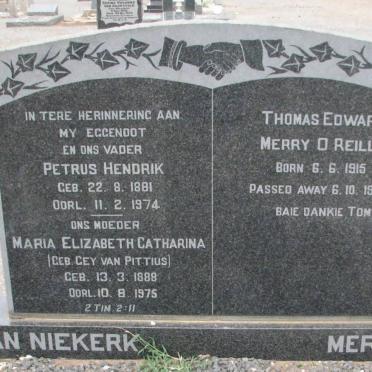 IN TERE HERINNERING AAN
MY EGGENOOT
EN ONS VADER
PETRUS HENDRIK
GEB. 22. 8. 1881
OORL. 11. 2. 1974
ONS MOEDER
MARIA ELIZABETH CATHARINA
(GEB. GEY VAN PITTIUS)
GEB. 13. 3. 1889
OORL. 10. 8. 1975
2 TIM. 2:11
THOMAS EDWAR
MERRY O REILL
BORN 6. 6. 1915
PASSED AWAY 6. 10. 19
BAIE DANKIE TOM
AN NIEKERK
MER